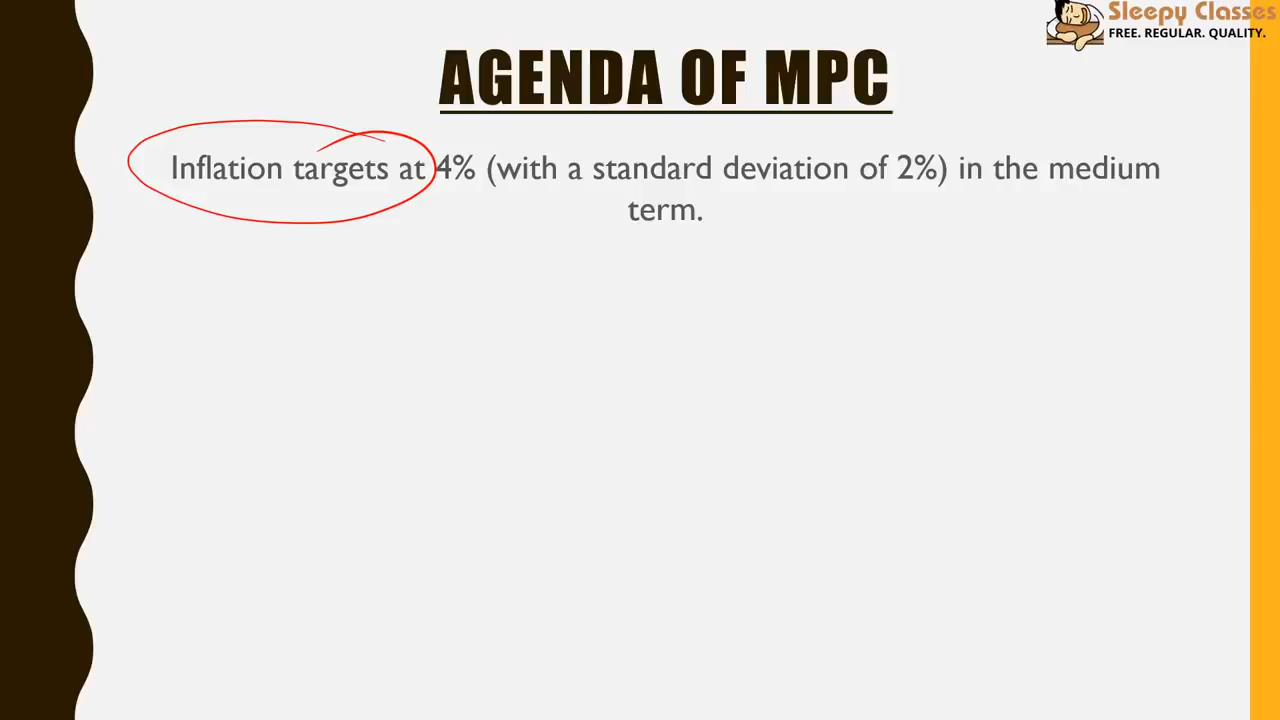 Sleepy Classes
FREE. REGULAR. QUALITY.
AGENDA OF MPC
Inflation targets at 4% (with a standard deviation of 2%) in the medium
term.